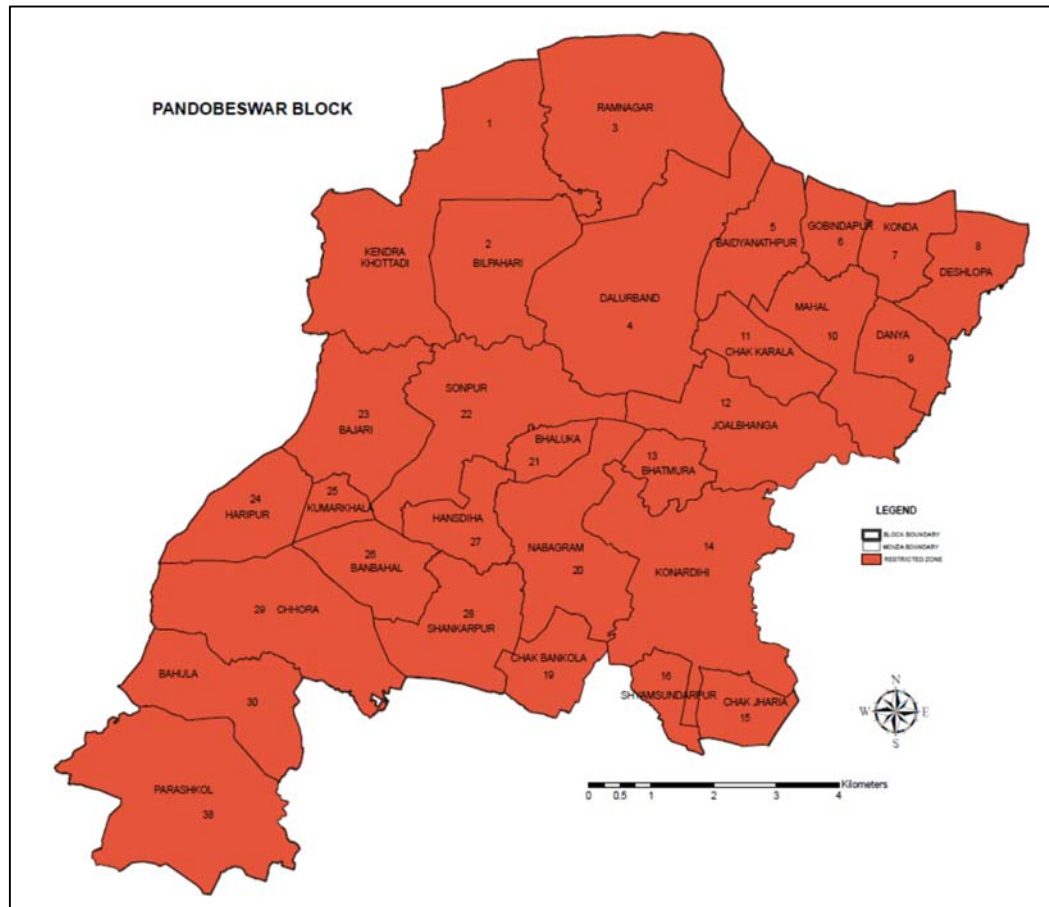 PANDOBESWAR BLOCK
1
RAMNAGAR
3
KENDRA
KHOTTADI
2
BILPAHARI
5
BAIDYANATHPUR
GOBINDAPUR
6
KONDA
7
8
DESHLOPA
DALURBAND
4
MAHAL
10
DANYA
9
11
CHAK KARALA
SONPUR
22
12
JOALBHANGA
23
BAJARI
BHALUKA
21
13
BHATMURA
24
HARIPUR
25
KUMARKHALA
HANSDIHA
27
NABAGRAM
20
14
KONARDIHI
26
BANBAHAL
29 CHHORA
28
SHANKARPUR
CHAK BANKOLA
19
16
SHYAMSUNDARPUR
CHAK JHARIA
15
BAHULA
30
PARASHKOL
38
LEGEND
BLOCK BOUNDARY
MOUZA BOUNDARY
RESTRICTED ZONE
N
W E
S
Kilometers
0 0.5 1 2 3 4